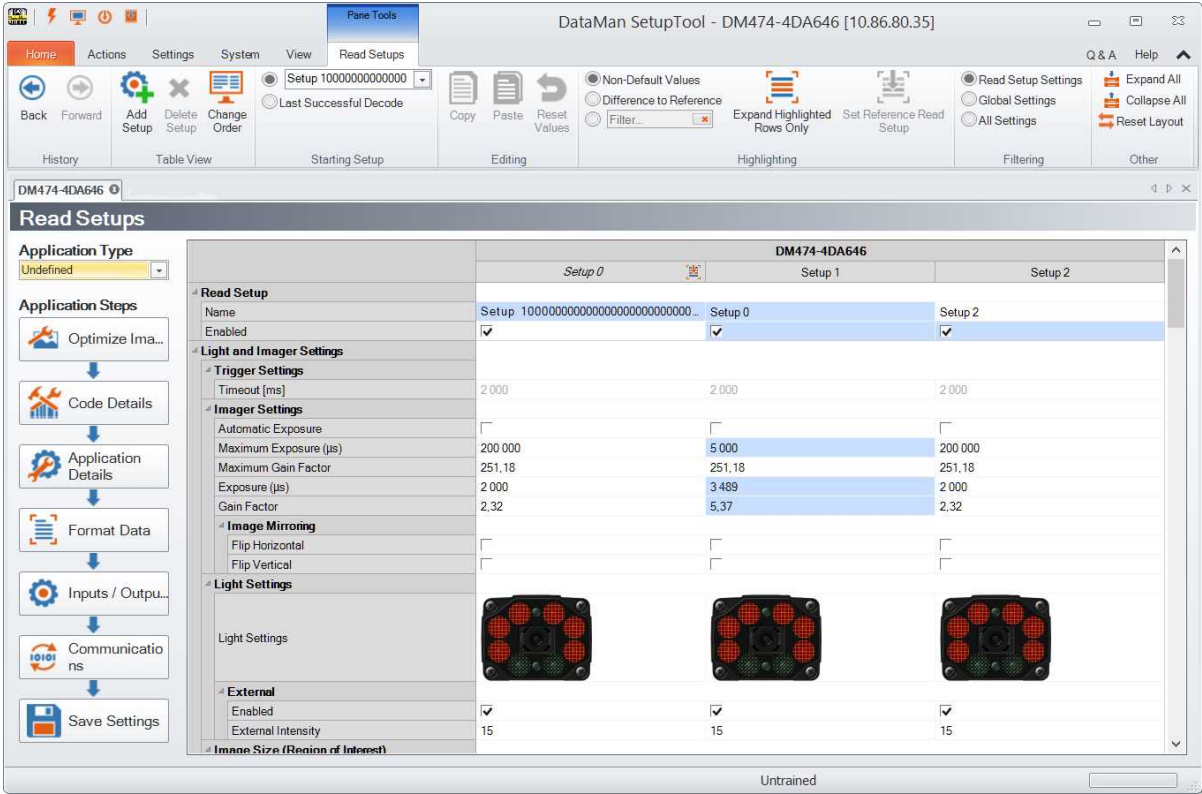 Pane Tools
DataMan SetupTool - DM474-4DA646 [10.86.80.35]
Home Actions Settings System View Read Setups Q & A Help
Back Forward
History
Add Setup Delete Setup Change Order
Table View
Setup 10000000000000
Last Successful Decode
Starting Setup
Copy Paste Reset Values
Editing
Non-Default Values
Difference to Reference
Filter...
Expand Highlighted Rows Only
Set Reference Read Setup
Highlighting
Read Setup Settings
Global Settings
All Settings
Filtering
Expand All
Collapse All
Reset Layout
Other
DM474-4DA646
Read Setups
Application Type
Undefined
Application Steps
Optimize Ima...
Code Details
Application
Details
Format Data
Inputs / Outpu...
Communicatio
ns
Save Settings
DM474-4DA646
Setup 0 Setup 1 Setup 2
Read Setup
Name Setup 0 Setup 2
Enabled
Light and Imager Settings
Trigger Settings
Timeout [ms] 2 000 2 000 2 000
Imager Settings
Automatic Exposure
Maximum Exposure (µs) 200 000 5 000 200 000
Maximum Gain Factor 251,18 251,18 251,18
Exposure (µs) 2 000 3 489 2 000
Gain Factor 2,32 5,37 2,32
Image Mirroring
Flip Horizontal
Flip Vertical
Light Settings
Light Settings
External
Enabled
External Intensity 15 15 15
Image Size (Region of Interest)
Untrained